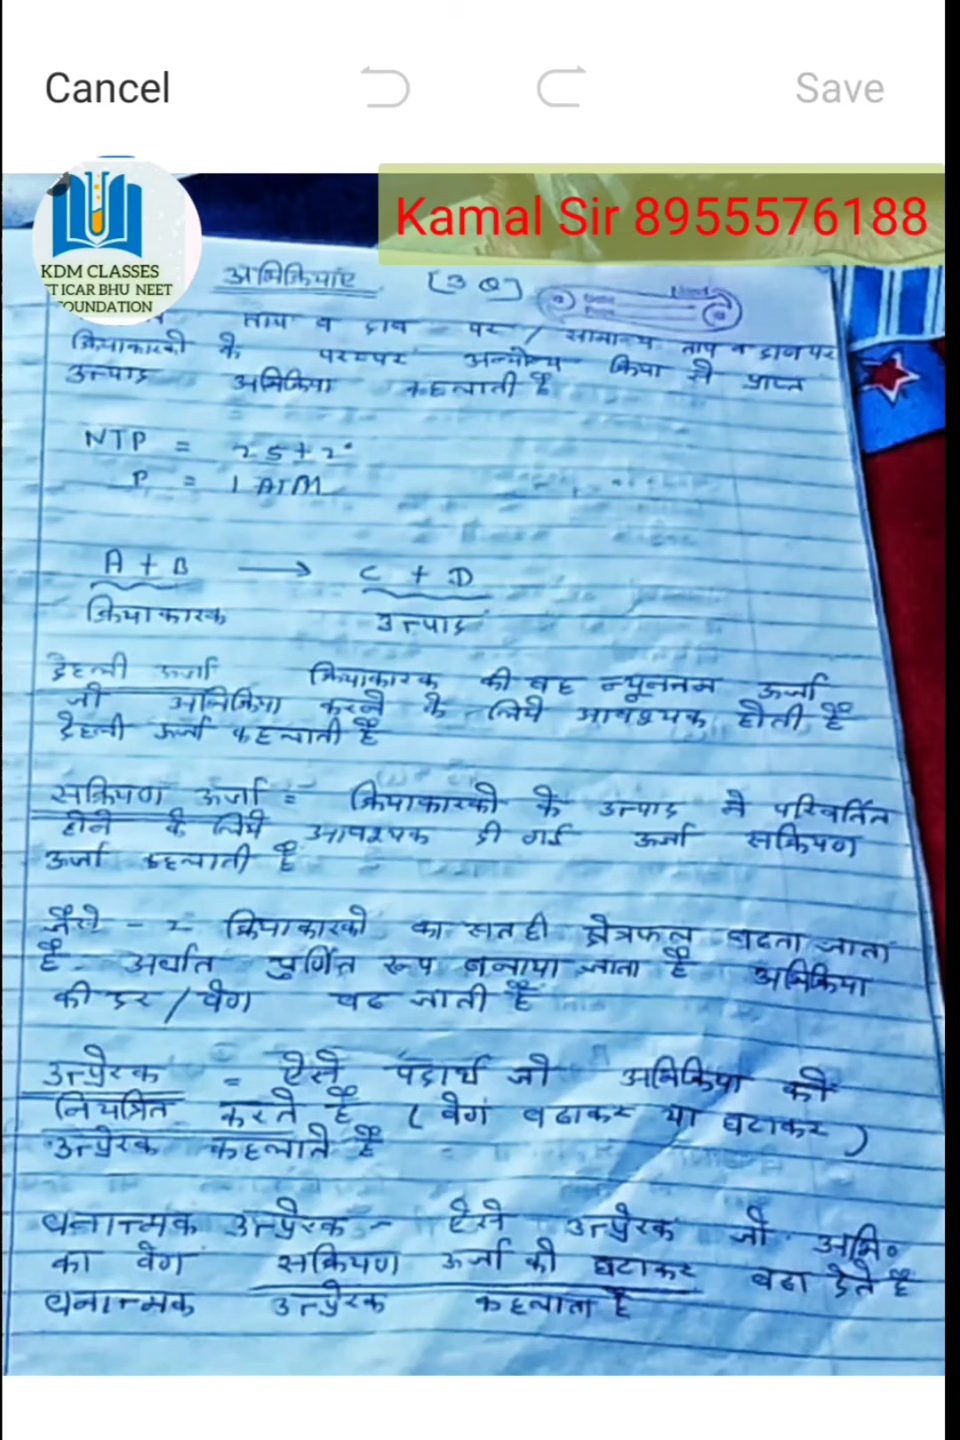 Cancel
Save
Kamal Sir 8955576188
KDM CLASSES
T ICAR BHU NEET
FOUNDATION
अभिक्रियाए [3 Q]
ताप व दाब पर / सामान्य ताप व दाब पर
क्रियाकारको के परस्पर अन्योन्य क्रिया से प्राप्त
उत्पाद अभिक्रिया कहलाती है
NTP = 25+2°
P = 1 ATM
A + B → C + D
क्रियाकारक उत्पाद
देहली ऊर्जा क्रियाकारक की वह न्यूनतम ऊर्जा
जो अभिक्रिया करने के लिये आवश्यक होती है
देहली ऊर्जा कहलाती है
सक्रियण ऊर्जा = क्रियाकारको के उत्पाद मे परिवर्तित
होने के लिये आवश्यक दी गई ऊर्जा सक्रियण
ऊर्जा कहलाती है
जैसे - 2 क्रियाकारको का सतही क्षेत्रफल बढता जाता
है अर्थात रूप बनाया जाता है अभिक्रिया
की दर / वेग बढ जाती है
उत्प्रेरक = ऐसे पदार्थ जो अभिक्रिया को
नियत्रित करते है ( वेग बढाकर या घटाकर )
उत्प्रेरक कहलाते है
धनात्मक उत्प्रेरक - ऐसे उत्प्रेरक जो अभि०
का वेग सक्रियण ऊर्जा को घटाकर बढा देते है
धनात्मक उत्प्रेरक कहलाता है